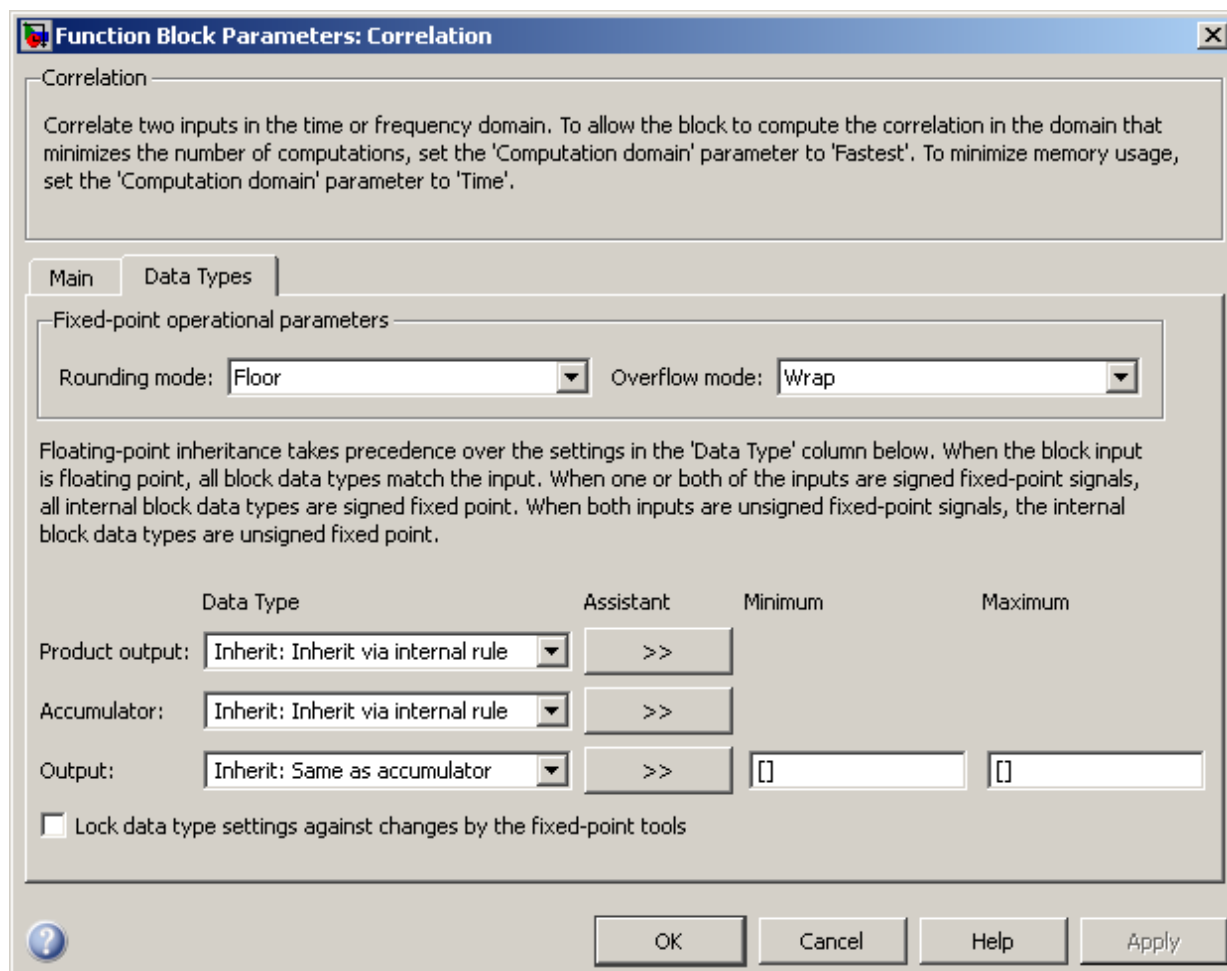 Function Block Parameters: Correlation
Correlation
Correlate two inputs in the time or frequency domain. To allow the block to compute the correlation in the domain that
minimizes the number of computations, set the 'Computation domain' parameter to 'Fastest'. To minimize memory usage,
set the 'Computation domain' parameter to 'Time'.
Main Data Types
Fixed-point operational parameters
Rounding mode: Floor Overflow mode: Wrap
Floating-point inheritance takes precedence over the settings in the 'Data Type' column below. When the block input
is floating point, all block data types match the input. When one or both of the inputs are signed fixed-point signals,
all internal block data types are signed fixed point. When both inputs are unsigned fixed-point signals, the internal
block data types are unsigned fixed point.
Data Type Assistant Minimum Maximum
Product output: Inherit: Inherit via internal rule >>
Accumulator: Inherit: Inherit via internal rule >>
Output: Inherit: Same as accumulator >> [] []
Lock data type settings against changes by the fixed-point tools
? OK Cancel Help Apply